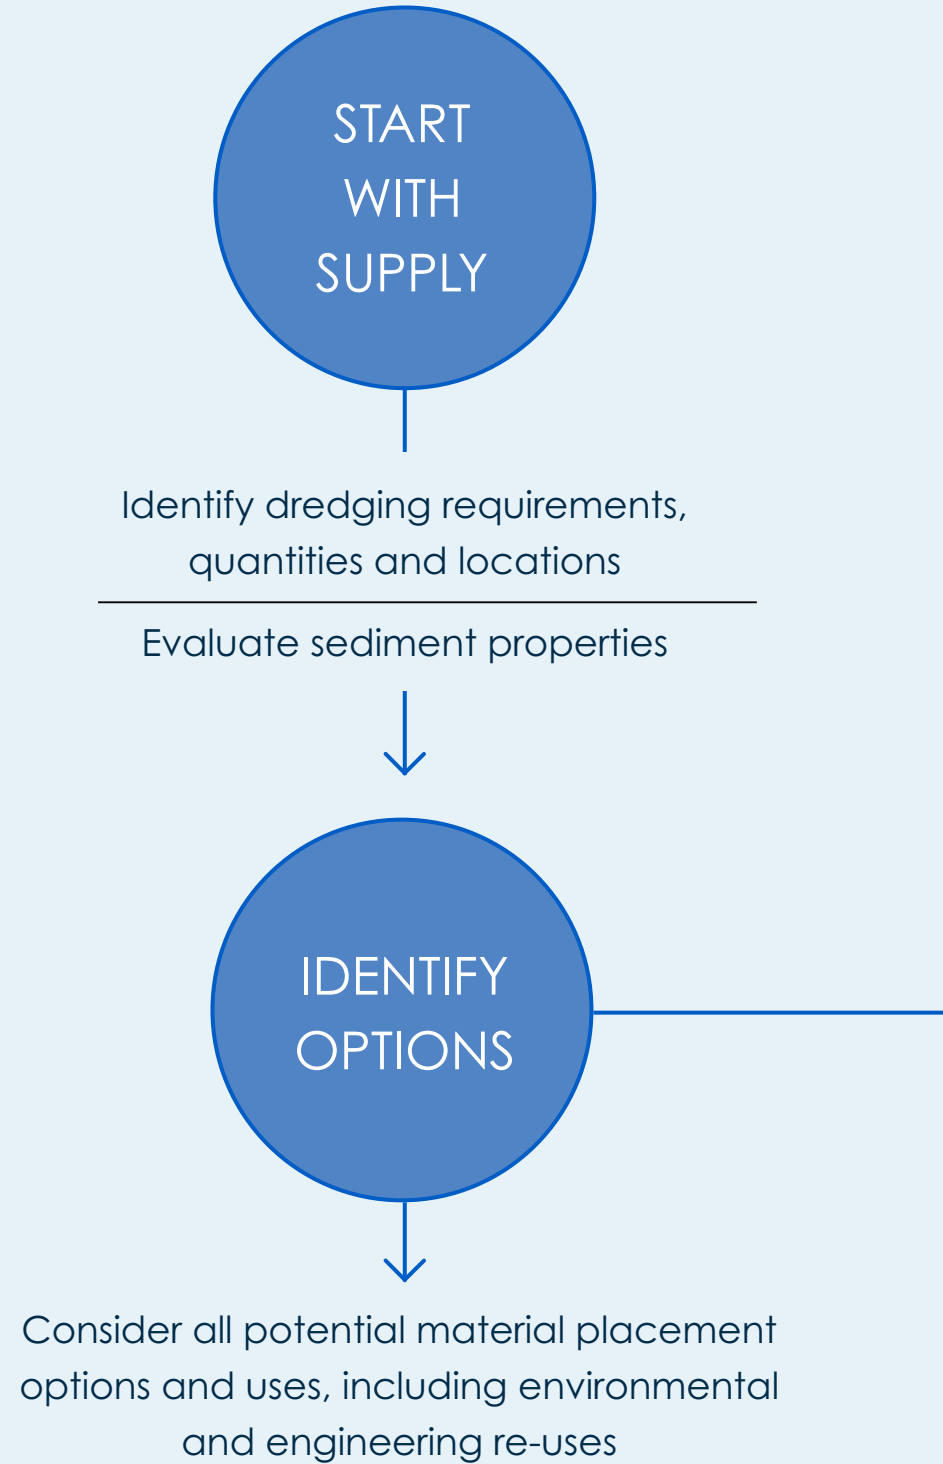 START
WITH
SUPPLY
Identify dredging requirements,
quantities and locations
Evaluate sediment properties
IDENTIFY
OPTIONS
Consider all potential material placement
options and uses, including environmental
and engineering re-uses